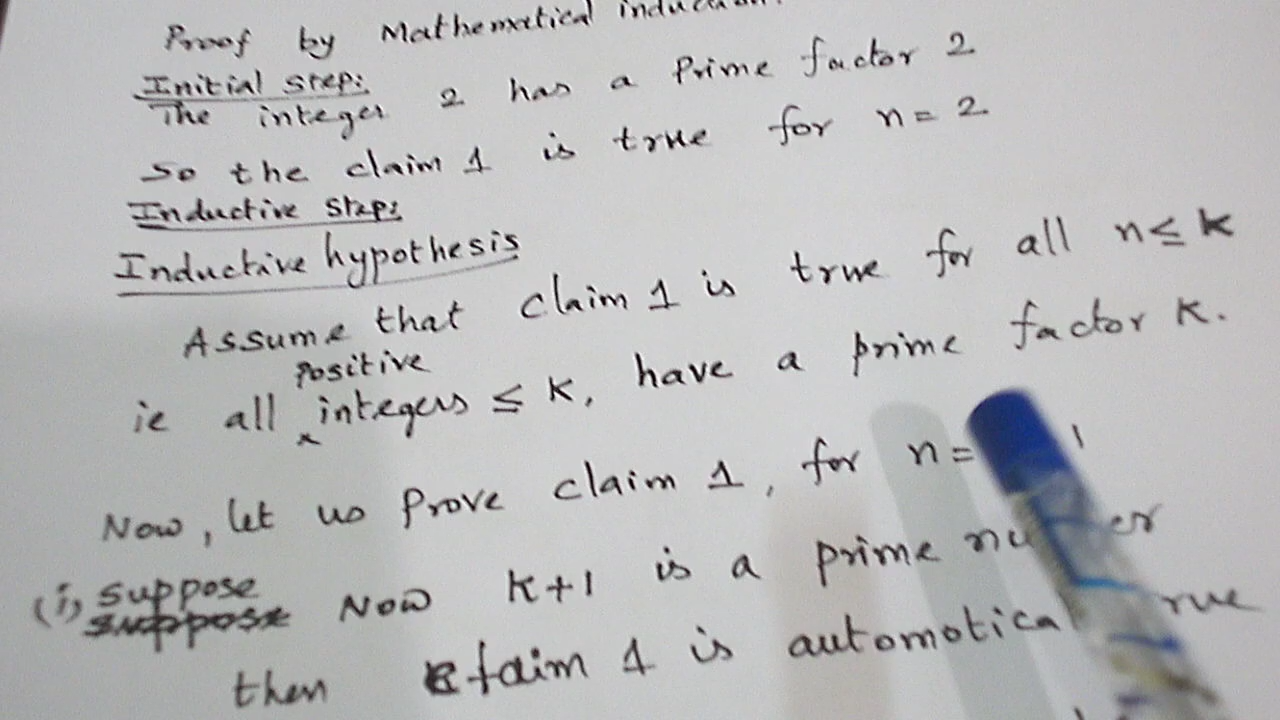 Proof by Mathematical
Initial step:
The integer 2 has a Prime factor 2
so the claim 1 is true for n = 2
Inductive step:
Inductive hypothesis
Assume that claim 1 is true for all n ≤ k
Positive
ie all integers ≤ K, have a prime factor K.
Now, let us Prove claim 1, for n =
(i) suppose Now K+1 is a prime
then claim 1 is